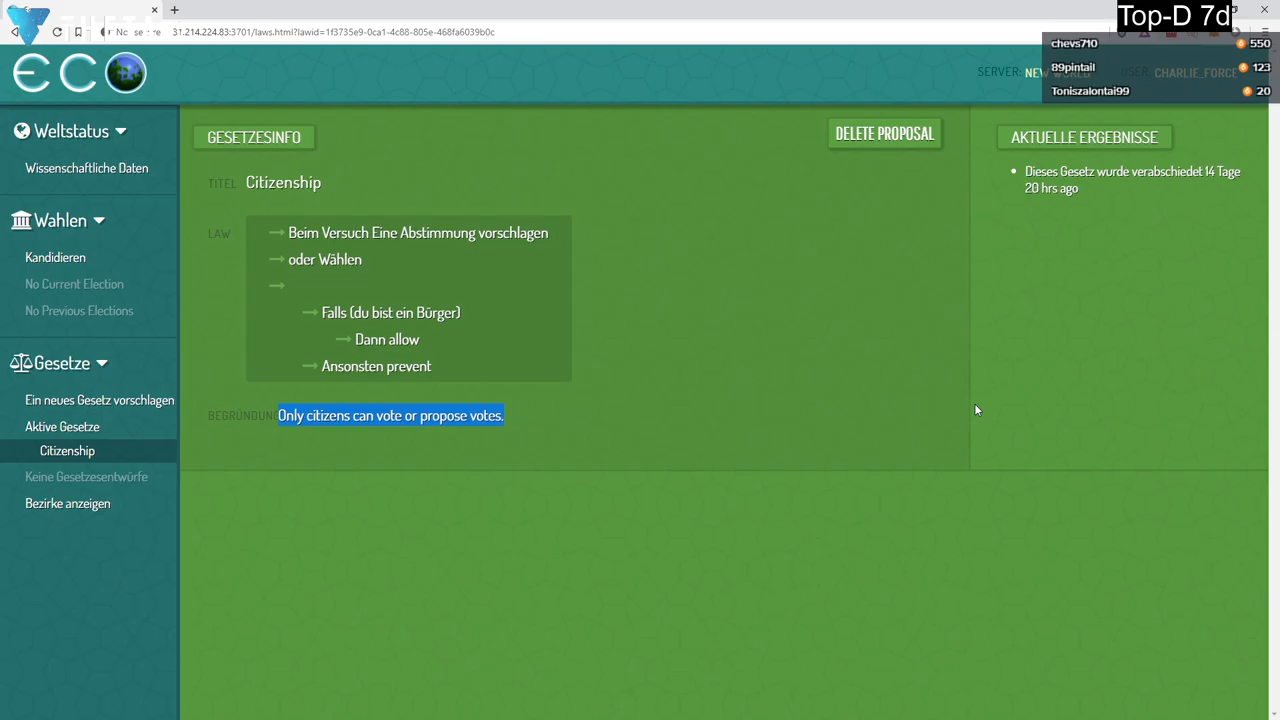 Top-D 7d
31.214.224.83:3701/laws.html?lawid=1f3735e9-0ca1-4c88-805e-468fa6039b0c
chevs710 550
89pintail 123
Toniszalontai99 20
ECO
SERVER: NEW WORLD USER: CHARLIE_FORCE
Weltstatus
Wissenschaftliche Daten
Wahlen
Kandidieren
No Current Election
No Previous Elections
Gesetze
Ein neues Gesetz vorschlagen
Aktive Gesetze
Citizenship
Keine Gesetzesentwürfe
Bezirke anzeigen
GESETZESINFO
DELETE PROPOSAL
TITEL Citizenship
LAW
Beim Versuch Eine Abstimmung vorschlagen
oder Wählen
Falls (du bist ein Bürger)
Dann allow
Ansonsten prevent
BEGRÜNDUNG Only citizens can vote or propose votes.
AKTUELLE ERGEBNISSE
Dieses Gesetz wurde verabschiedet 14 Tage
20 hrs ago